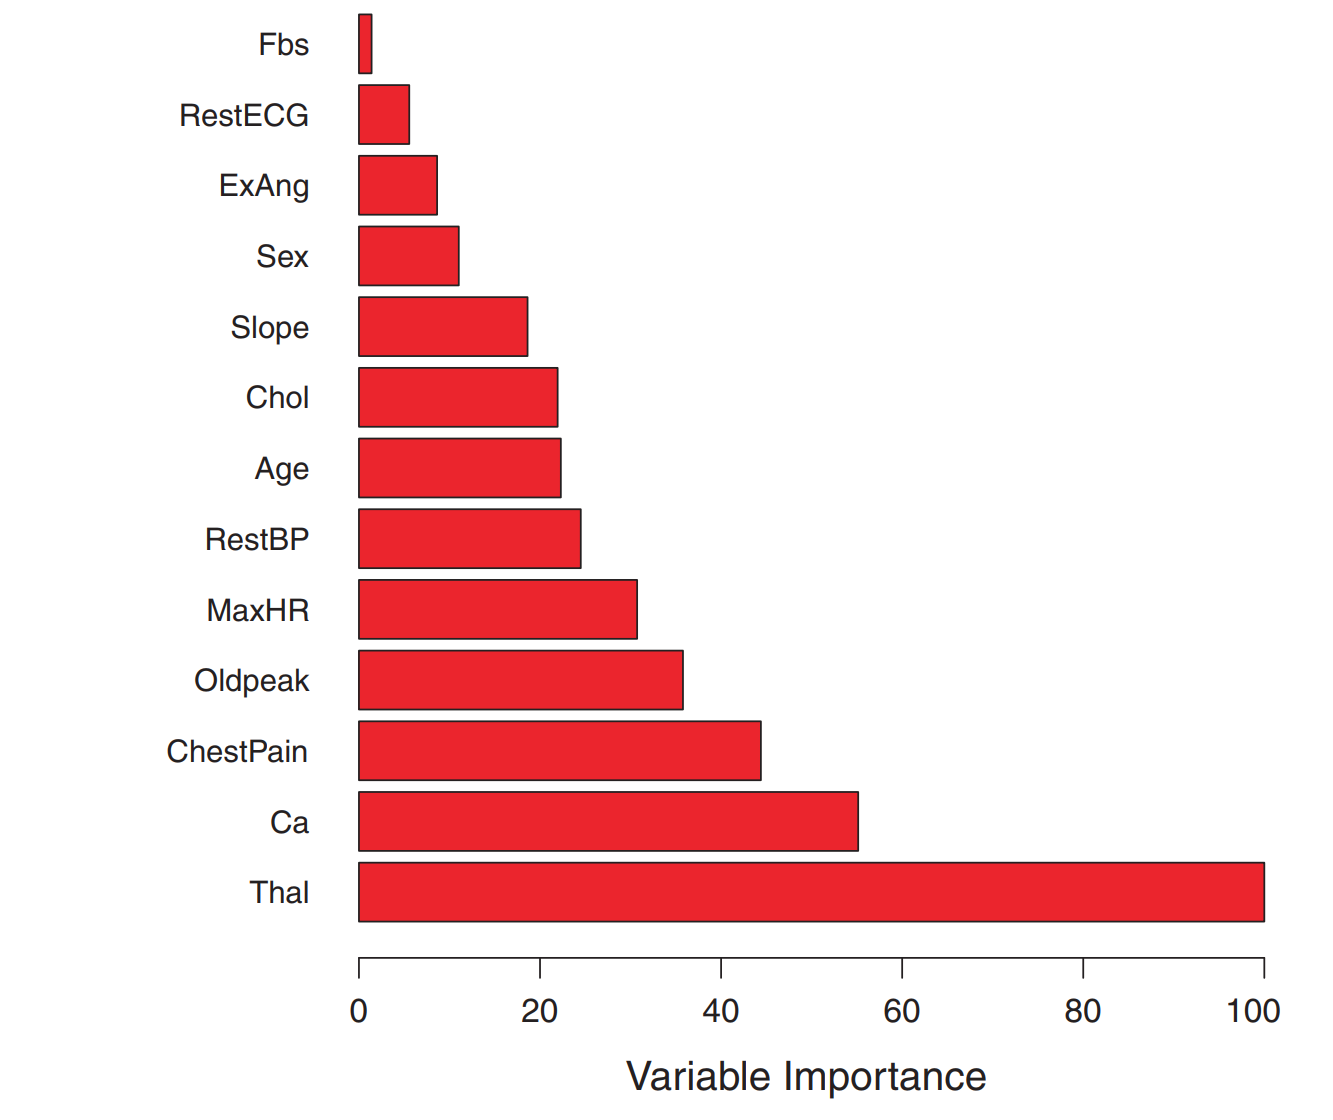 Fbs
RestECG
ExAng
Sex
Slope
Chol
Age
RestBP
MaxHR
Oldpeak
ChestPain
Ca
Thal
0 20 40 60 80 100
Variable Importance